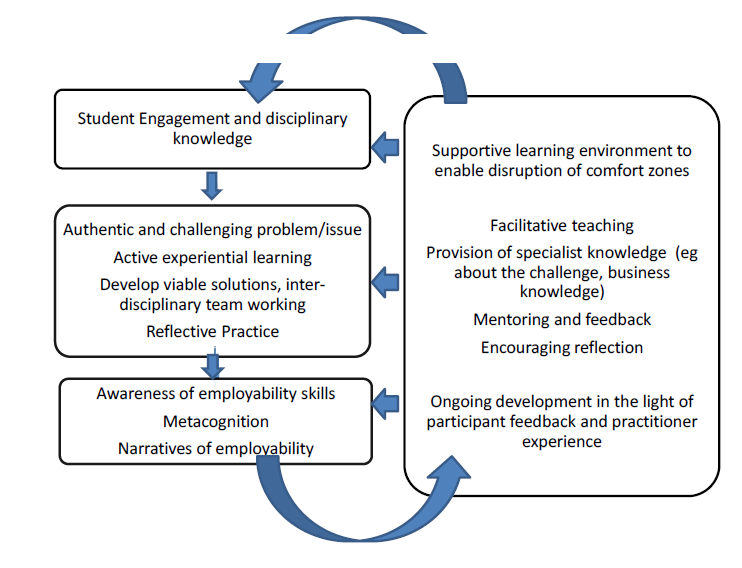 Student Engagement and disciplinary
knowledge
Authentic and challenging problem/issue
Active experiential learning
Develop viable solutions, inter-
disciplinary team working
Reflective Practice
Awareness of employability skills
Metacognition
Narratives of employability
Supportive learning environment to
enable disruption of comfort zones
Facilitative teaching
Provision of specialist knowledge (eg
about the challenge, business
knowledge)
Mentoring and feedback
Encouraging reflection
Ongoing development in the light of
participant feedback and practitioner
experience